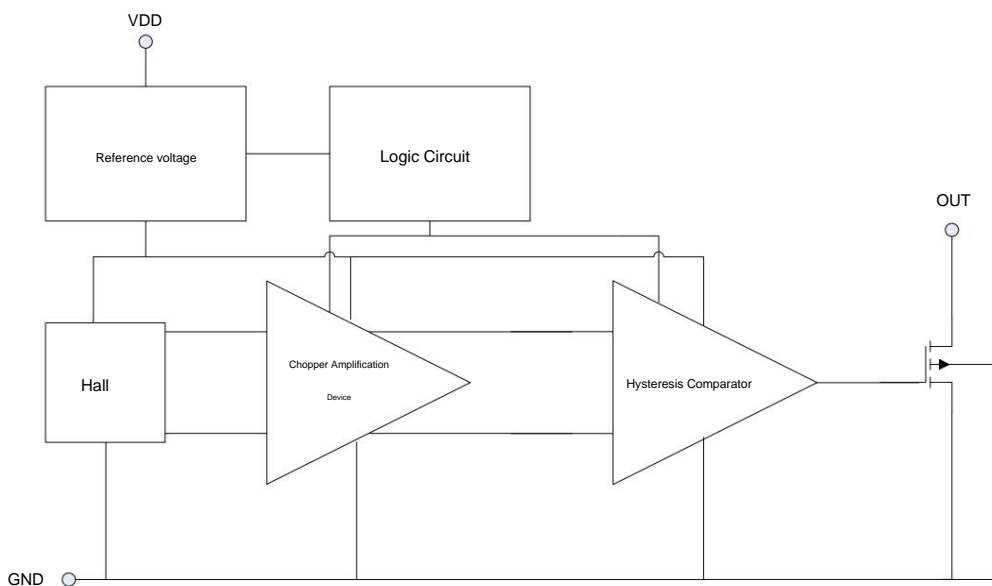 VDD
Reference voltage
Logic Circuit
OUT
Hall
Chopper Amplification
Device
Hysteresis Comparator
GND